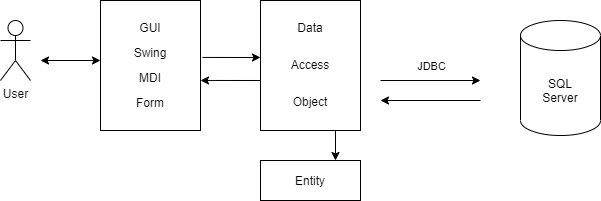 User
GUI
Swing
MDI
Form
Data
Access
Object
JDBC
SQL
Server
Entity